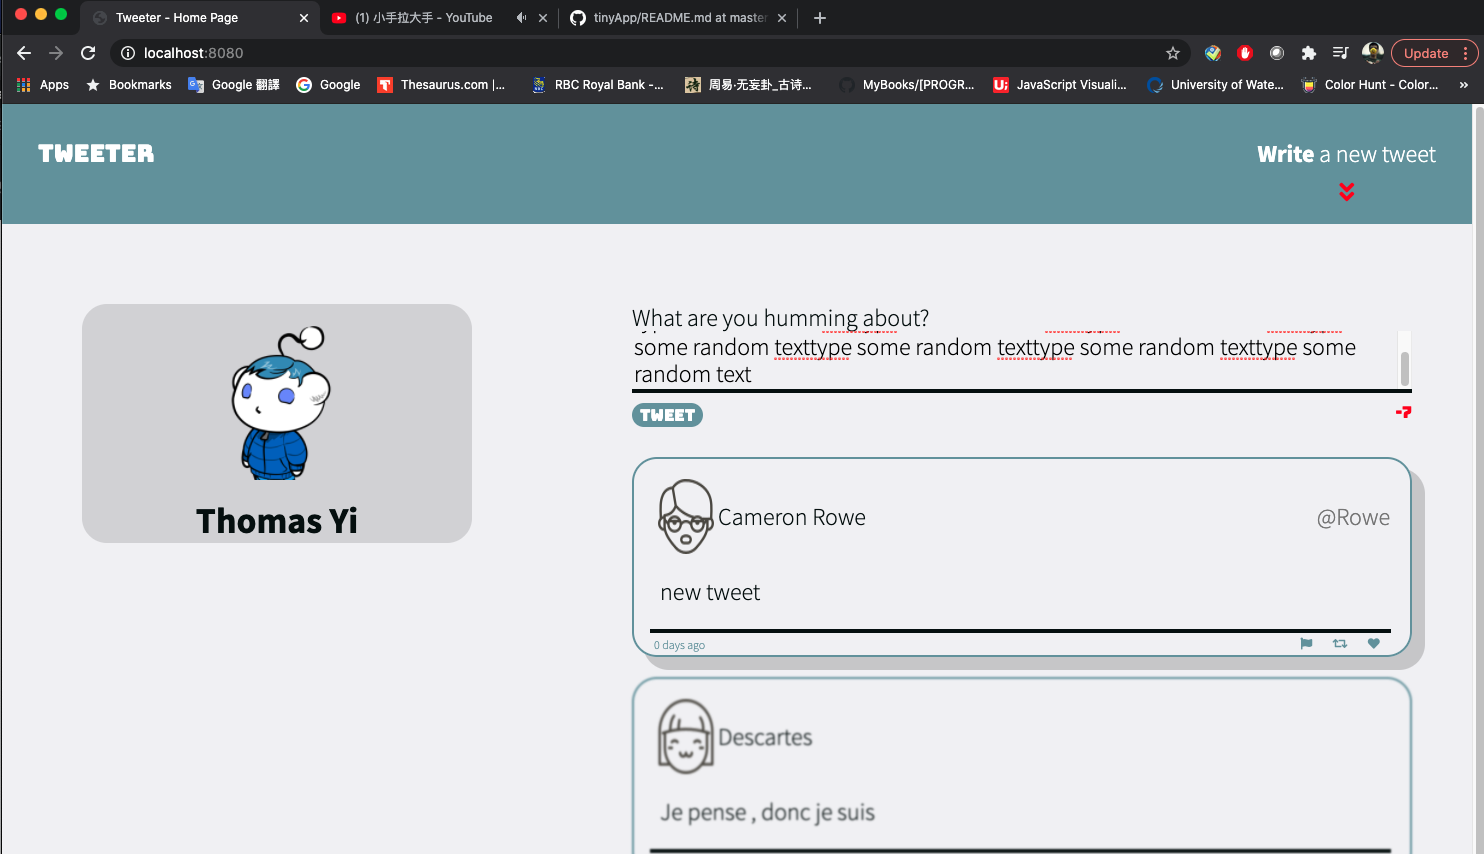 Tweeter - Home Page
(1) 小手拉大手 - YouTube
tinyApp/README.md at master
localhost:8080
Update
Apps
Bookmarks
Google 翻譯
Google
Thesaurus.com |...
RBC Royal Bank -...
周易·无妄卦_古诗...
MyBooks/[PROGR...
JavaScript Visuali...
University of Wate...
Color Hunt - Color...
»
TWEETER
Write a new tweet
Thomas Yi
What are you humming about?
some random texttype some random texttype some random texttype some
random text
TWEET
-7
Cameron Rowe
@Rowe
new tweet
0 days ago
Descartes
Je pense , donc je suis